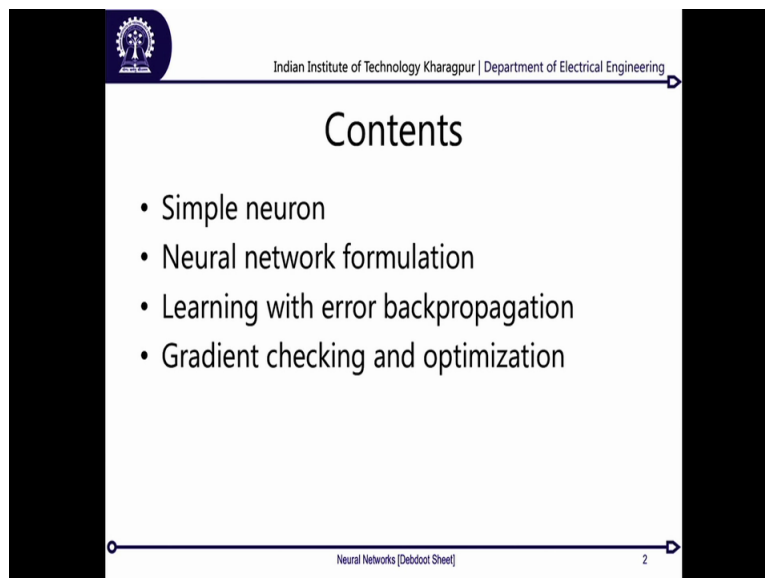 Indian Institute of Technology Kharagpur | Department of Electrical Engineering
Contents
• Simple neuron
• Neural network formulation
• Learning with error backpropagation
• Gradient checking and optimization
Neural Networks [Debdoot Sheet]
2